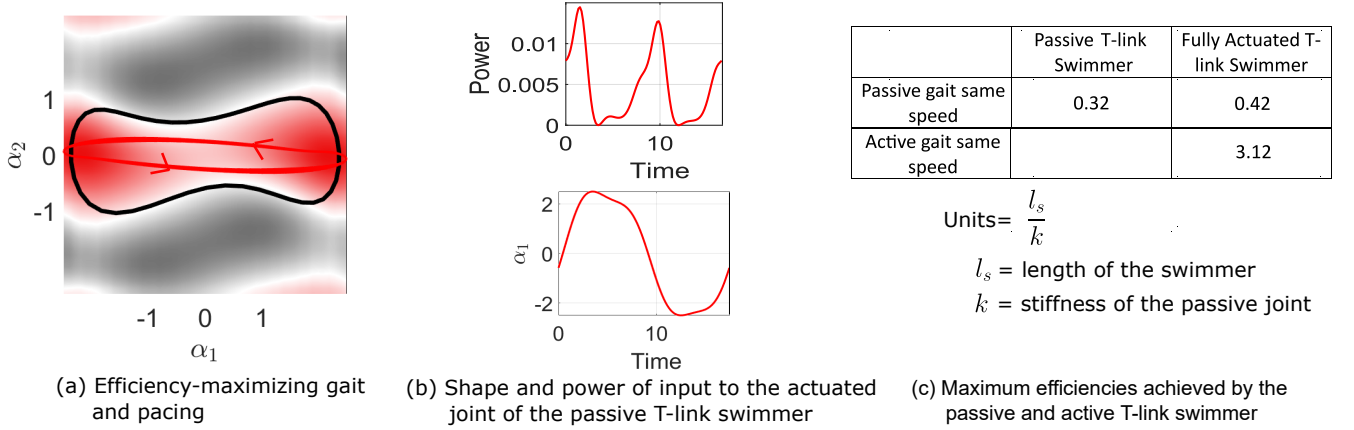 1
0
-1
α2
-1 0 1
α1
(a) Efficiency-maximizing gait
and pacing
0.01
0.005
0
Power
0 10
Time
2
0
-2
α1
0 10
Time
(b) Shape and power of input to the actuated
joint of the passive T-link swimmer
Passive T-link
Swimmer
Fully Actuated T-
link Swimmer
Passive gait same
speed
0.32
0.42
Active gait same
speed
3.12
Units= l_s/k
l_s = length of the swimmer
k = stiffness of the passive joint
(c) Maximum efficiencies achieved by the
passive and active T-link swimmer